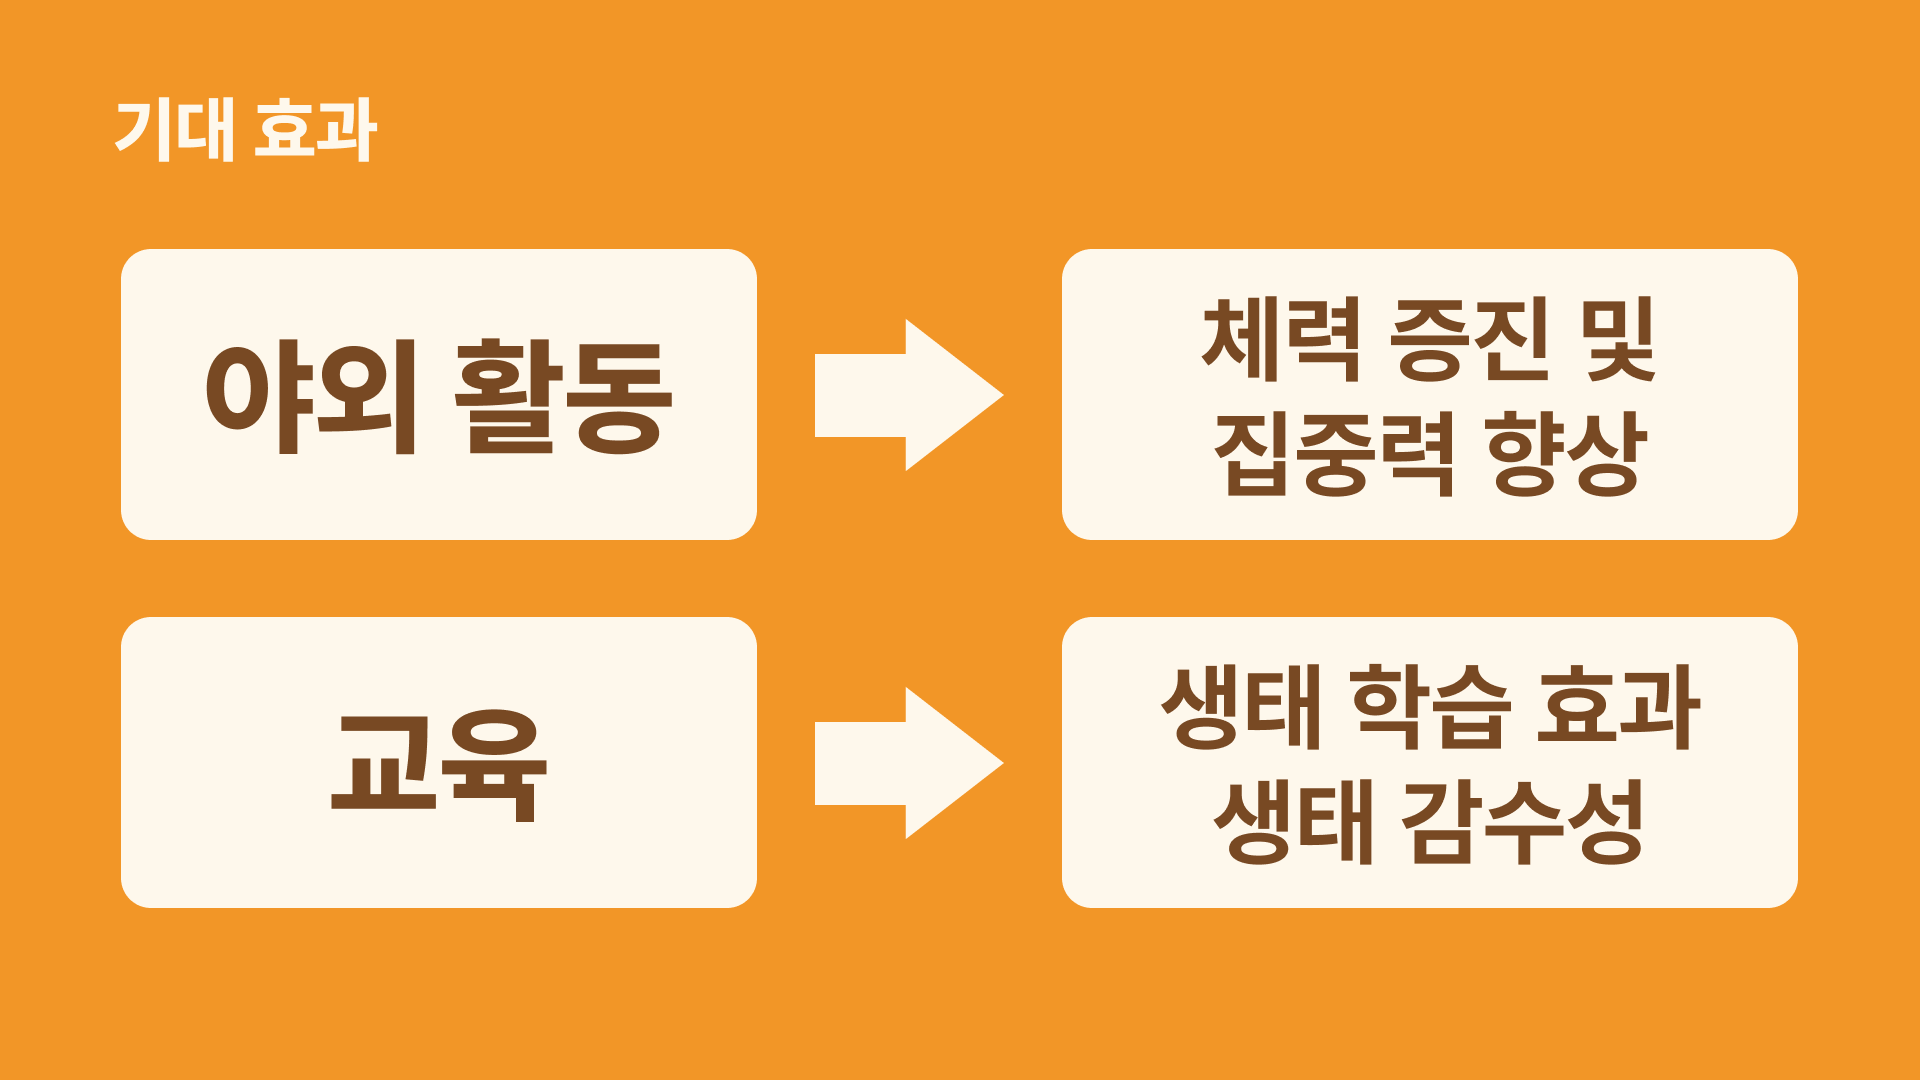 기대 효과
야외 활동
체력 증진 및
집중력 향상
교육
생태 학습 효과
생태 감수성